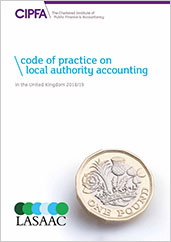 CIPFA
The Chartered Institute of
Public Finance & Accountancy
code of practice on
local authority accounting
in the United Kingdom 2018/19
LASAAC
ONE POUND